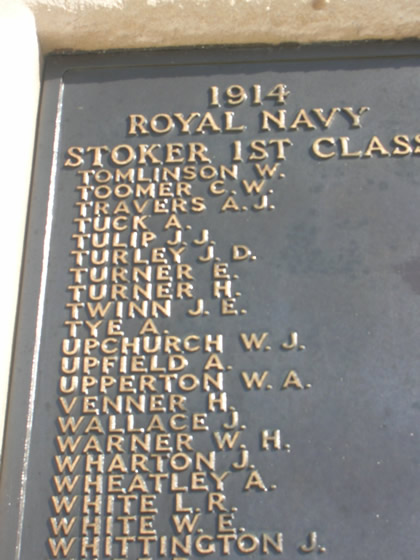 1914
ROYAL NAVY
STOKER 1ST CLASS
TOMLINSON W.
TOOMER C.W.
TRAVERS A.J.
TUCK A.
TULIP J.J.
TURLEY J.D.
TURNER E.
TURNER H.
TWINN J.E.
TYE A.
UPCHURCH W.J.
UPFIELD A.
UPPERTON W.A.
VENNER H.
WALLACE J.
WARNER W.H.
WHARTON J.
WHEATLEY A.
WHITE L.R.
WHITE W.E.
WHITTINGTON J.